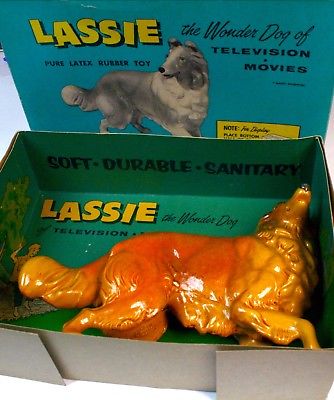 LASSIE
the Wonder Dog of
TELEVISION
• MOVIES
PURE LATEX RUBBER TOY
NOTE: For Display
PLACE BOTTOM
SOFT • DURABLE • SANITARY
LASSIE the Wonder Dog
of TELEVISION •